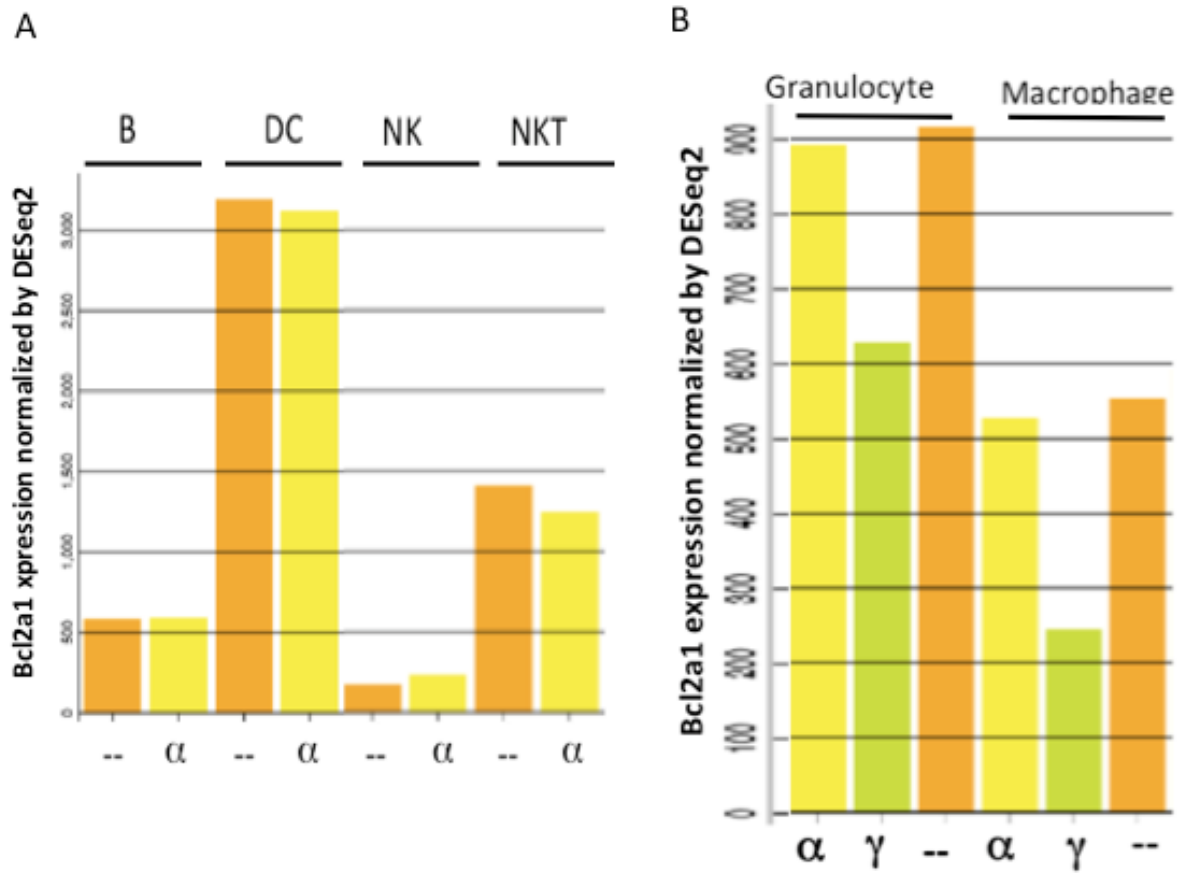 A
B DC NK NKT
Bcl2a1 xpression normalized by DESeq2
3,000
2,500
2,000
1,500
1,000
500
0
-- α -- α -- α -- α
B
Granulocyte Macrophage
Bcl2a1 expression normalized by DESeq2
900
800
700
600
500
400
300
200
100
0
α γ -- α γ --